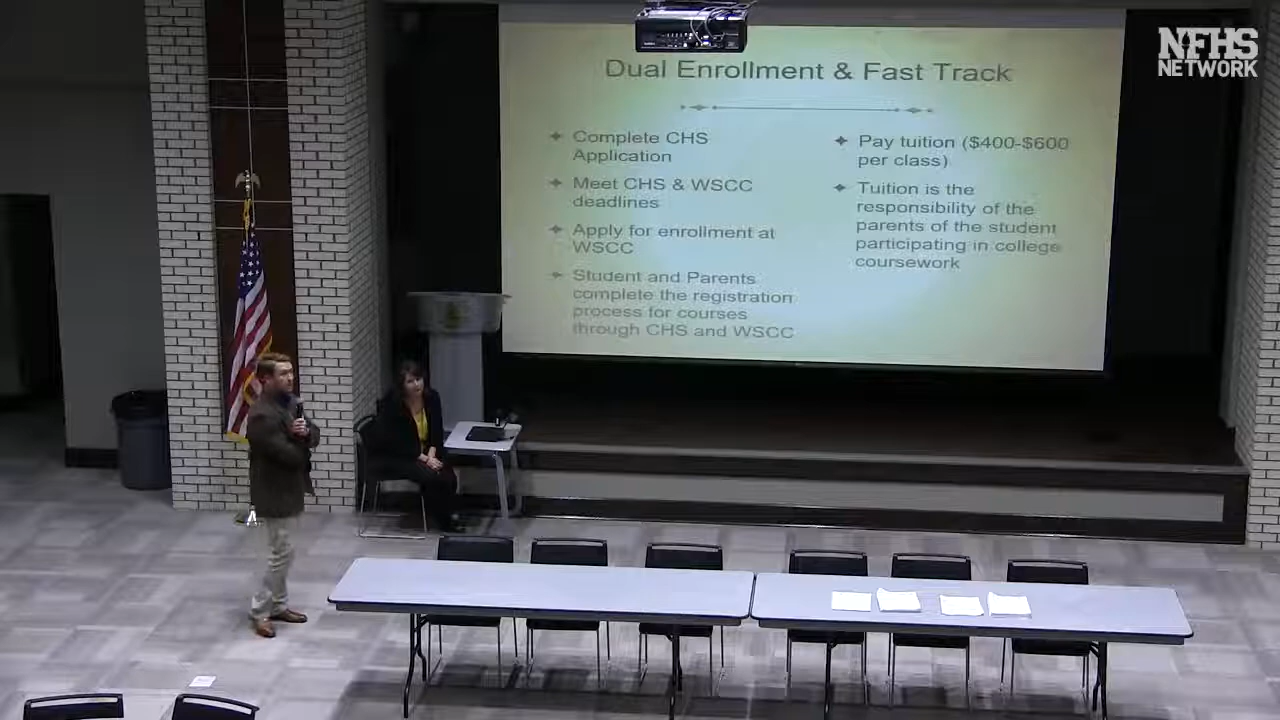 NFHS
NETWORK
Dual Enrollment & Fast Track
Complete CHS
Application
Meet CHS & WSCC
deadlines
Apply for enrollment at
WSCC
Student and Parents
complete the registration
process for courses
through CHS and WSCC
Pay tuition ($400-$600
per class)
Tuition is the
responsibility of the
parents of the student
participating in college
coursework